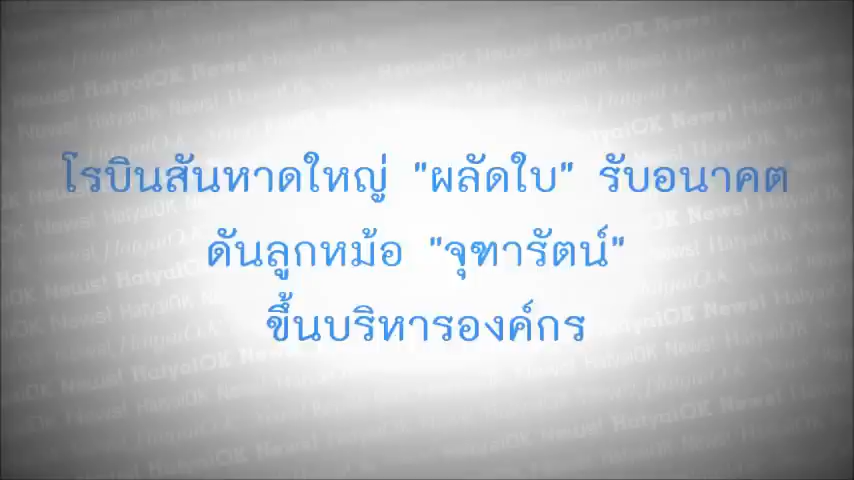 โรบินสันหาดใหญ่ "ผลัดใบ" รับอนาคต
ดันลูกหม้อ "จุฑารัตน์"
ขึ้นบริหารองค์กร
HatyaiOK News!